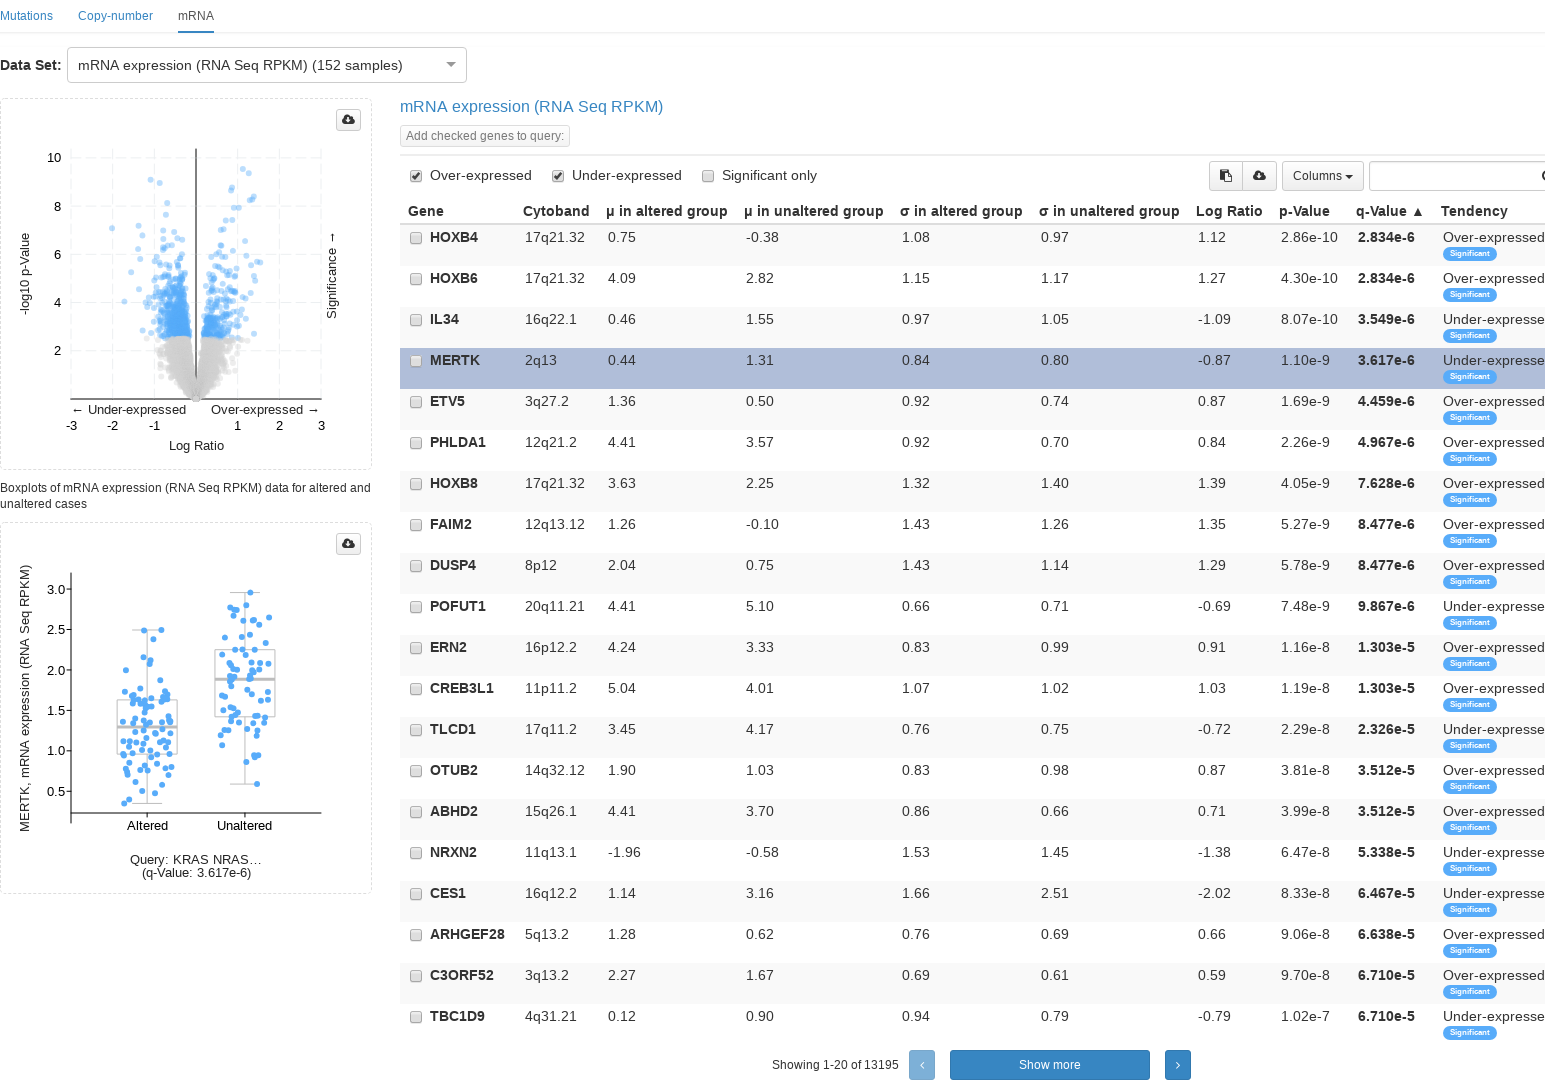 Mutations Copy-number mRNA
Data Set: mRNA expression (RNA Seq RPKM) (152 samples)
10
8
6
4
2
-log10 p-Value
Significance →
← Under-expressed Over-expressed →
-3 -2 -1 1 2 3
Log Ratio
Boxplots of mRNA expression (RNA Seq RPKM) data for altered and
unaltered cases
MERTK, mRNA expression (RNA Seq RPKM)
3.0
2.5
2.0
1.5
1.0
0.5
Altered Unaltered
Query: KRAS NRAS…
(q-Value: 3.617e-6)
mRNA expression (RNA Seq RPKM)
Add checked genes to query:
Over-expressed Under-expressed Significant only Columns
Gene Cytoband μ in altered group μ in unaltered group σ in altered group σ in unaltered group Log Ratio p-Value q-Value ▲ Tendency
HOXB4 17q21.32 0.75 -0.38 1.08 0.97 1.12 2.86e-10 2.834e-6 Over-expressed
Significant
HOXB6 17q21.32 4.09 2.82 1.15 1.17 1.27 4.30e-10 2.834e-6 Over-expressed
Significant
IL34 16q22.1 0.46 1.55 0.97 1.05 -1.09 8.07e-10 3.549e-6 Under-expresse
Significant
MERTK 2q13 0.44 1.31 0.84 0.80 -0.87 1.10e-9 3.617e-6 Under-expresse
Significant
ETV5 3q27.2 1.36 0.50 0.92 0.74 0.87 1.69e-9 4.459e-6 Over-expressed
Significant
PHLDA1 12q21.2 4.41 3.57 0.92 0.70 0.84 2.26e-9 4.967e-6 Over-expressed
Significant
HOXB8 17q21.32 3.63 2.25 1.32 1.40 1.39 4.05e-9 7.628e-6 Over-expressed
Significant
FAIM2 12q13.12 1.26 -0.10 1.43 1.26 1.35 5.27e-9 8.477e-6 Over-expressed
Significant
DUSP4 8p12 2.04 0.75 1.43 1.14 1.29 5.78e-9 8.477e-6 Over-expressed
Significant
POFUT1 20q11.21 4.41 5.10 0.66 0.71 -0.69 7.48e-9 9.867e-6 Under-expresse
Significant
ERN2 16p12.2 4.24 3.33 0.83 0.99 0.91 1.16e-8 1.303e-5 Over-expressed
Significant
CREB3L1 11p11.2 5.04 4.01 1.07 1.02 1.03 1.19e-8 1.303e-5 Over-expressed
Significant
TLCD1 17q11.2 3.45 4.17 0.76 0.75 -0.72 2.29e-8 2.326e-5 Under-expresse
Significant
OTUB2 14q32.12 1.90 1.03 0.83 0.98 0.87 3.81e-8 3.512e-5 Over-expressed
Significant
ABHD2 15q26.1 4.41 3.70 0.86 0.66 0.71 3.99e-8 3.512e-5 Over-expressed
Significant
NRXN2 11q13.1 -1.96 -0.58 1.53 1.45 -1.38 6.47e-8 5.338e-5 Under-expresse
Significant
CES1 16q12.2 1.14 3.16 1.66 2.51 -2.02 8.33e-8 6.467e-5 Under-expresse
Significant
ARHGEF28 5q13.2 1.28 0.62 0.76 0.69 0.66 9.06e-8 6.638e-5 Over-expressed
Significant
C3ORF52 3q13.2 2.27 1.67 0.69 0.61 0.59 9.70e-8 6.710e-5 Over-expressed
Significant
TBC1D9 4q31.21 0.12 0.90 0.94 0.79 -0.79 1.02e-7 6.710e-5 Under-expresse
Significant
Showing 1-20 of 13195 ‹ Show more ›